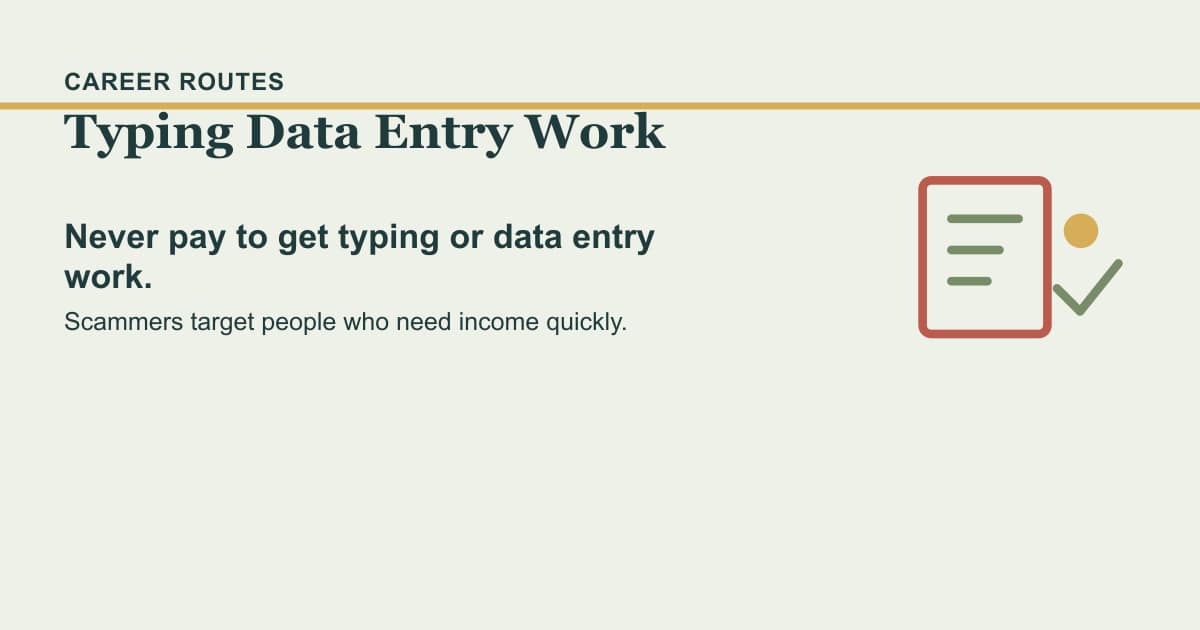 CAREER ROUTES
Typing Data Entry Work
Never pay to get typing or data entry
work.
Scammers target people who need income quickly.